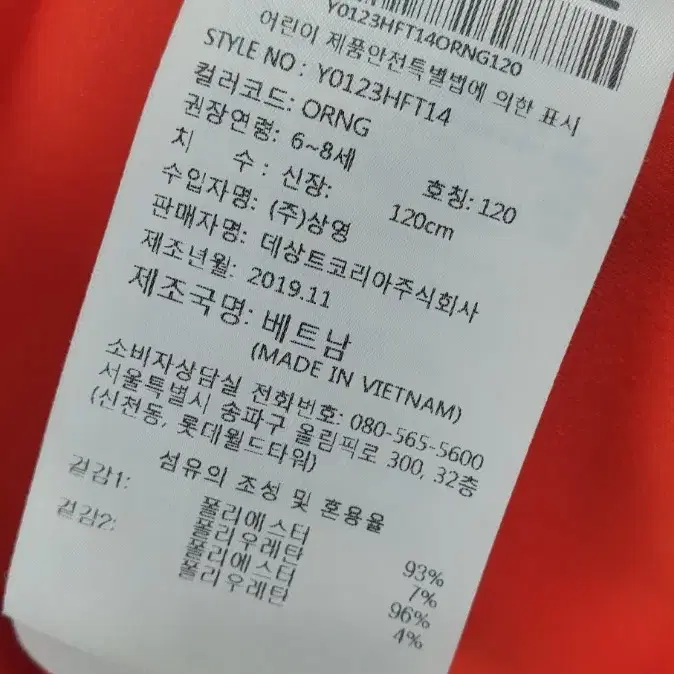 Y0123HFT14ORNG120
어린이 제품안전특별법에 의한 표시
STYLE NO : Y0123HFT14
컬러코드: ORNG
권장연령: 6~8세 호칭: 120
치 수 : 신장: 120cm
수입자명: (주)상영
판매자명: 데상트코리아주식회사
제조년월: 2019.11
제조국명: 베트남
(MADE IN VIETNAM)
소비자상담실 전화번호: 080-565-5600
서울특별시 송파구 올림픽로 300, 32층
(신천동, 롯데월드타워)
섬유의 조성 및 혼용율
겉감1: 폴리에스터 93%
폴리우레탄 7%
겉감2: 폴리에스터 96%
폴리우레탄 4%